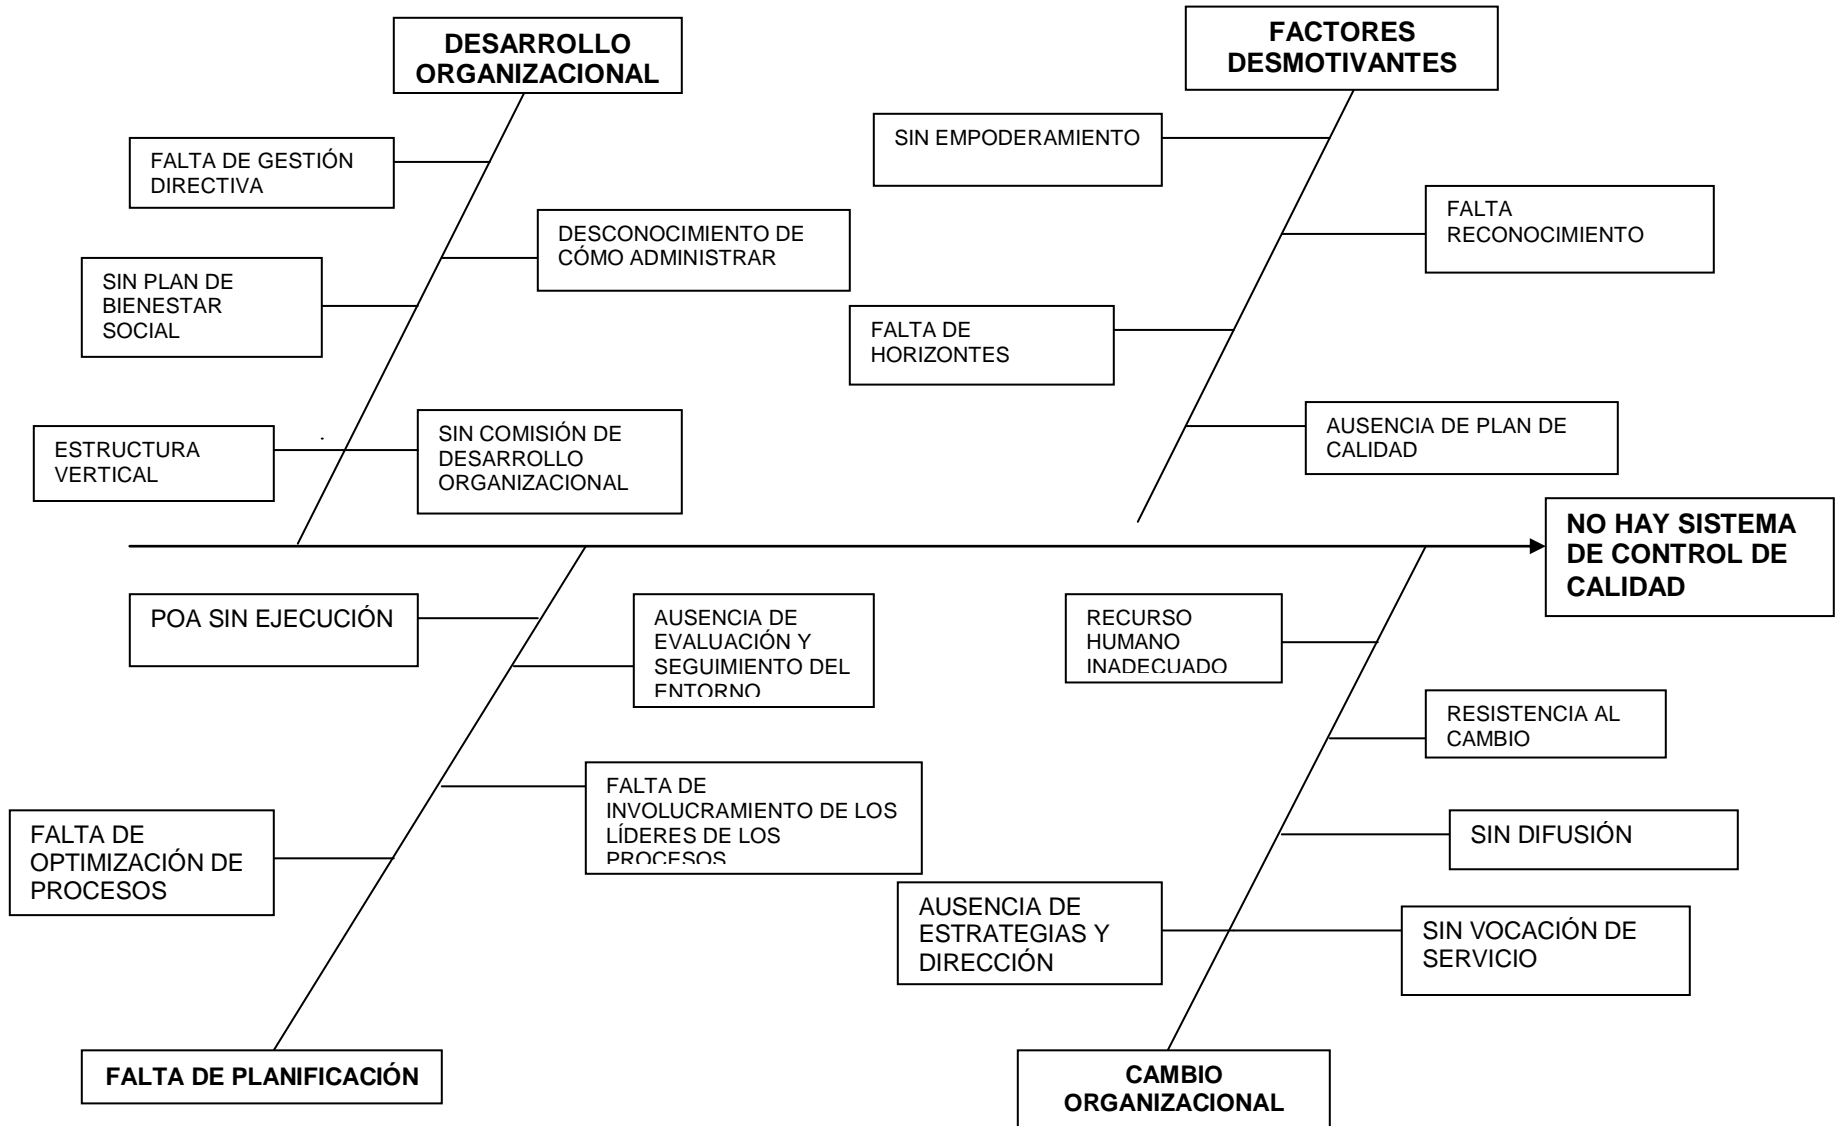 DESARROLLO
ORGANIZACIONAL
FACTORES
DESMOTIVANTES
FALTA DE GESTIÓN
DIRECTIVA
DESCONOCIMIENTO DE
CÓMO ADMINISTRAR
SIN PLAN DE
BIENESTAR
SOCIAL
ESTRUCTURA
VERTICAL
SIN COMISIÓN DE
DESARROLLO
ORGANIZACIONAL
SIN EMPODERAMIENTO
FALTA
RECONOCIMIENTO
FALTA DE
HORIZONTES
AUSENCIA DE PLAN DE
CALIDAD
NO HAY SISTEMA
DE CONTROL DE
CALIDAD
POA SIN EJECUCIÓN
AUSENCIA DE
EVALUACIÓN Y
SEGUIMIENTO DEL
ENTORNO
FALTA DE
INVOLUCRAMIENTO DE LOS
LÍDERES DE LOS
PROCESOS
FALTA DE
OPTIMIZACIÓN DE
PROCESOS
RECURSO
HUMANO
INADECUADO
RESISTENCIA AL
CAMBIO
SIN DIFUSIÓN
AUSENCIA DE
ESTRATEGIAS Y
DIRECCIÓN
SIN VOCACIÓN DE
SERVICIO
FALTA DE PLANIFICACIÓN
CAMBIO
ORGANIZACIONAL